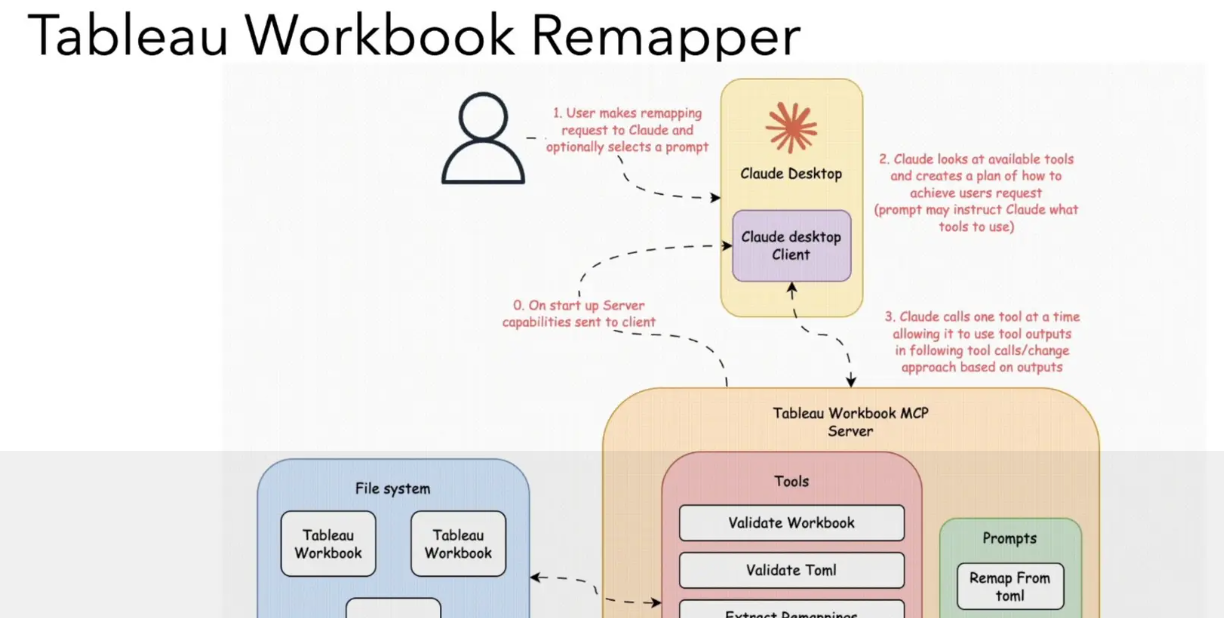 Tableau Workbook Remapper
1. User makes remapping
request to Claude and
optionally selects a prompt
Claude Desktop
2. Claude looks at available tools
and creates a plan of how to
achieve users request
(prompt may instruct Claude what
tools to use)
Claude desktop
Client
0. On start up Server
capabilities sent to client
3. Claude calls one tool at a time
allowing it to use tool outputs
in following tool calls/change
approach based on outputs
Tableau Workbook MCP
Server
File system
Tableau
Workbook
Tableau
Workbook
Tools
Validate Workbook
Validate Toml
Extract Remappings
Prompts
Remap From
toml